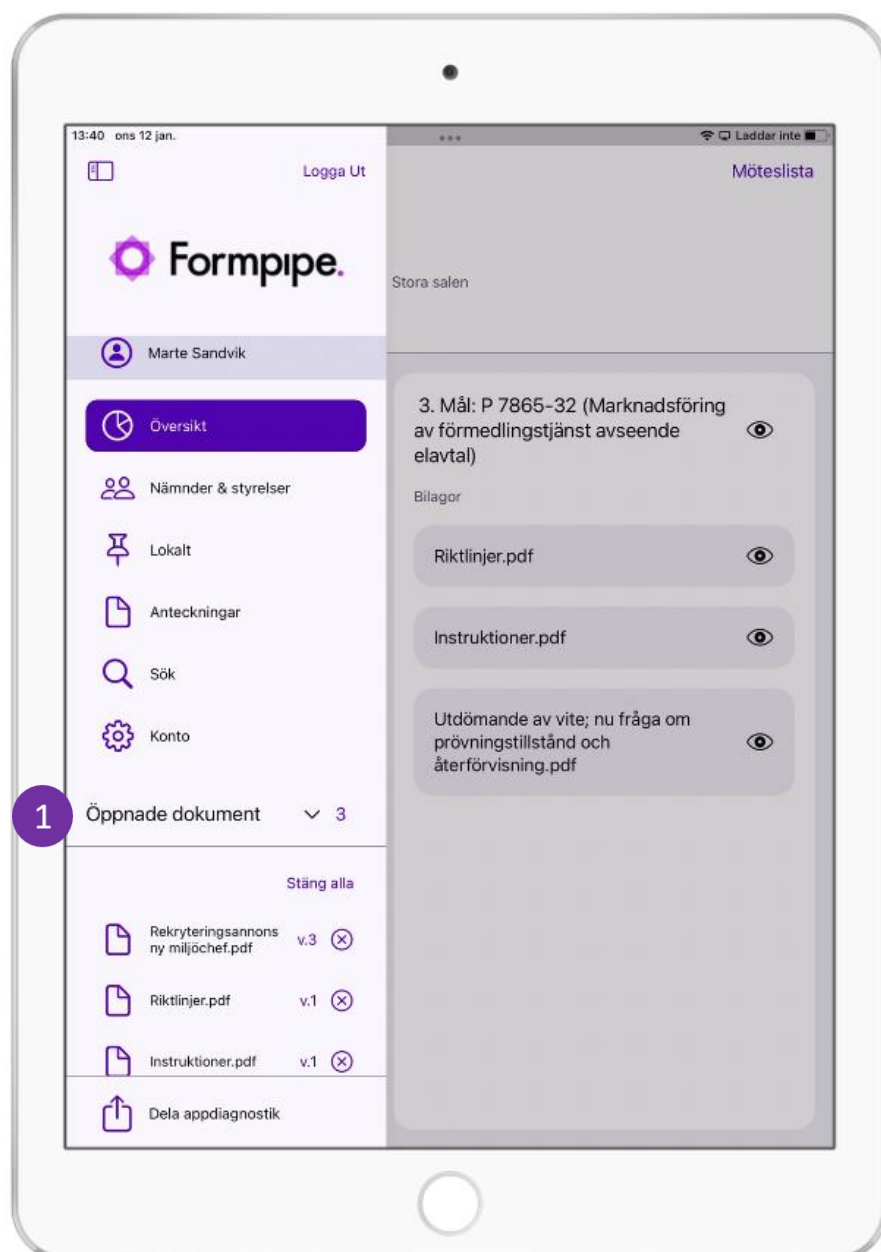 13:40 ons 12 jan.
Laddar inte
Logga Ut
Möteslista
Formpipe.
Stora salen
Marte Sandvik
Översikt
Nämnder & styrelser
Lokalt
Anteckningar
Sök
Konto
1
Öppnade dokument 3
Stäng alla
Rekryteringsannons
ny miljöchef.pdf
v.3
Riktlinjer.pdf v.1
Instruktioner.pdf v.1
Dela appdiagnostik
3. Mål: P 7865-32 (Marknadsföring
av förmedlingstjänst avseende
elavtal)
Bilagor
Riktlinjer.pdf
Instruktioner.pdf
Utdömande av vite; nu fråga om
prövningstillstånd och
återförvisning.pdf